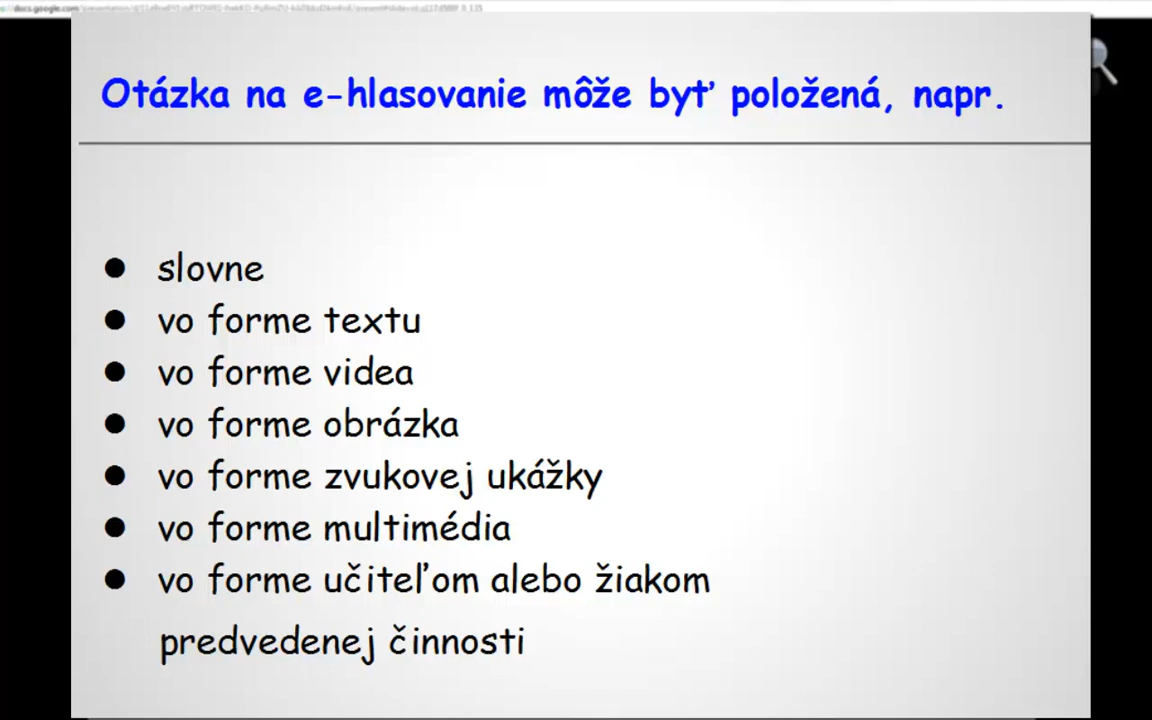 Otázka na e-hlasovanie môže byť položená, napr.
● slovne
● vo forme textu
● vo forme videa
● vo forme obrázka
● vo forme zvukovej ukážky
● vo forme multimédia
● vo forme učiteľom alebo žiakom
predvedenej činnosti